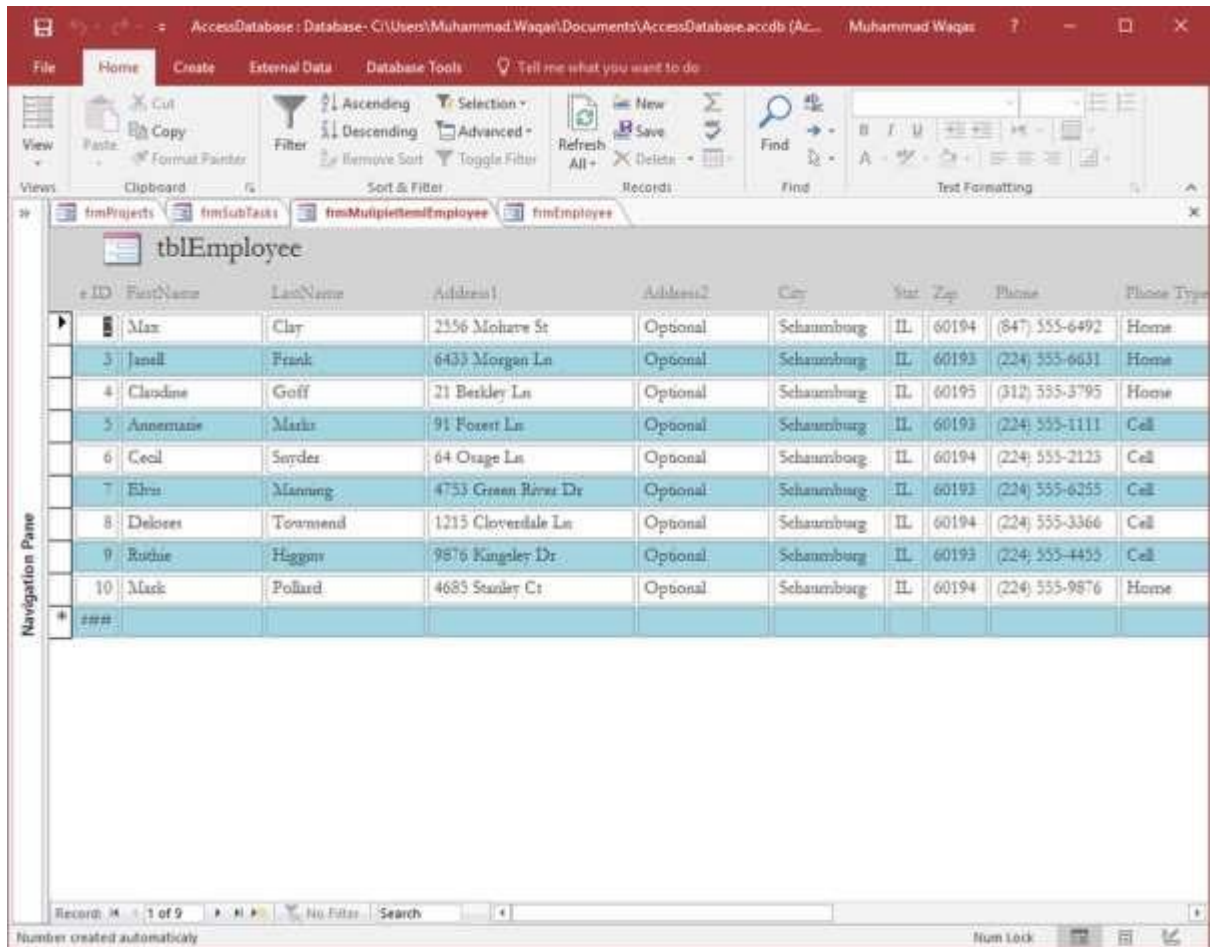 AccessDatabase : Database- C:\Users\Muhammad.Waqas\Documents\AccessDatabase.accdb (Ac... Muhammad Waqas ?
File Home Create External Data Database Tools Tell me what you want to do
View Paste Cut Copy Format Painter Filter Ascending Descending Remove Sort Selection Advanced Toggle Filter Refresh All New Save Delete Find B I U A
Views Clipboard Sort & Filter Records Find Text Formatting
frmProjects frmSubTasks frmMulipleItemlEmployee frmEmployee
tblEmployee
e ID FirstName LastName Address1 Address2 City Stat Zip Phone Phone Type
Max Clay 2556 Mohave St Optional Schaumburg IL 60194 (847) 555-6492 Home
3 Janell Frank 6433 Morgan Ln Optional Schaumburg IL 60193 (224) 555-6631 Home
4 Claudine Goff 21 Berkley Ln Optional Schaumburg IL 60195 (312) 555-3795 Home
5 Annemarie Marks 91 Forest Ln Optional Schaumburg IL 60193 (224) 555-1111 Cell
6 Cecil Snyder 64 Osage Ln Optional Schaumburg IL 60194 (224) 555-2123 Cell
7 Elvis Manning 4753 Green River Dr Optional Schaumburg IL 60193 (224) 555-6255 Cell
8 Delores Townsend 1215 Cloverdale Ln Optional Schaumburg IL 60194 (224) 555-3366 Cell
9 Ruthie Higgins 9876 Kingsley Dr Optional Schaumburg IL 60193 (224) 555-4455 Cell
10 Mark Pollard 4685 Stanley Ct Optional Schaumburg IL 60194 (224) 555-9876 Home
* ###
Navigation Pane
Record: 1 of 9 No Filter Search
Number created automaticaly Num Lock